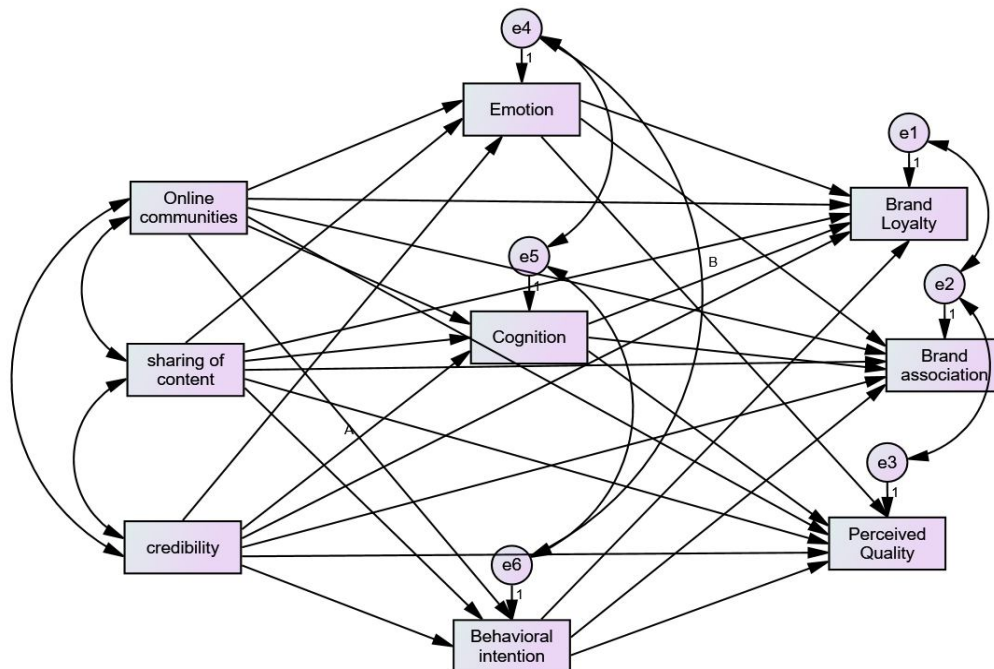 e4
1
Emotion
e1
1
Online
communities
Brand
Loyalty
e5
1
B
e2
1
Cognition
sharing of
content
Brand
association
A
e3
1
credibility
Perceived
Quality
e6
1
Behavioral
intention